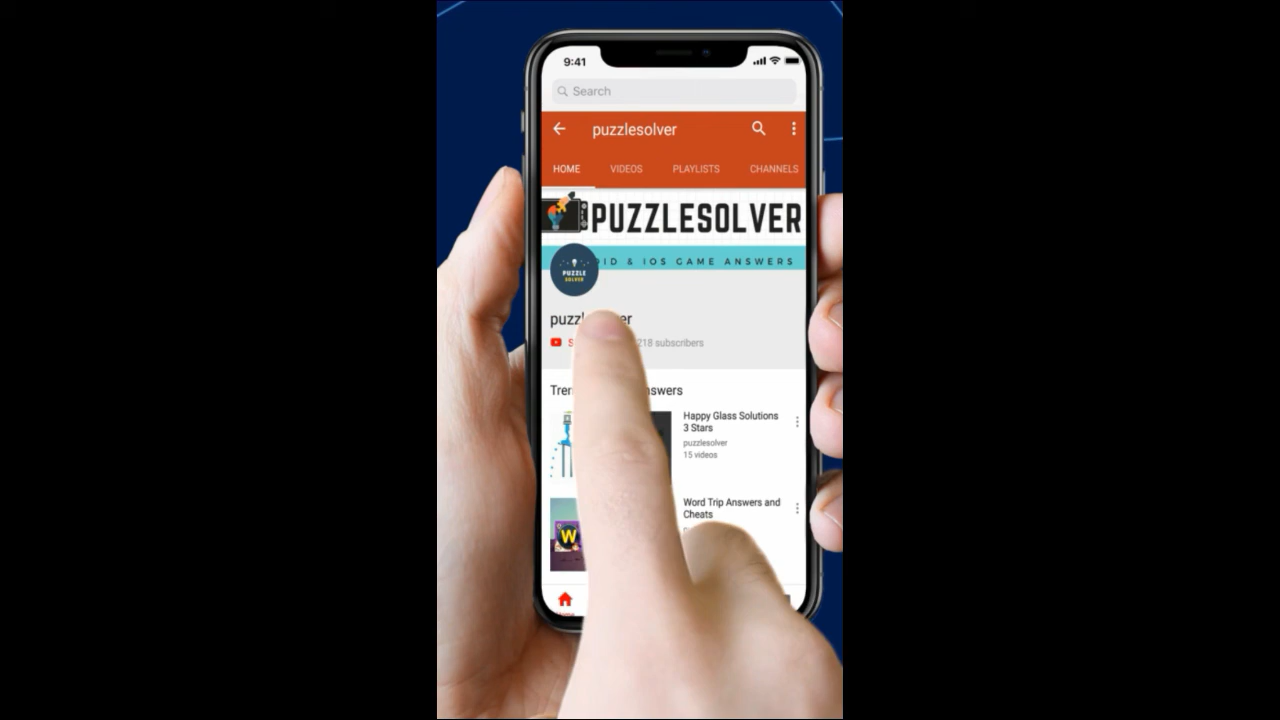 9:41
Search
puzzlesolver
HOME VIDEOS PLAYLISTS CHANNELS
PUZZLESOLVER
ID & IOS GAME ANSWERS
PUZZLE
SOLVER
218 subscribers
Happy Glass Solutions
3 Stars
puzzlesolver
15 videos
Word Trip Answers and
Cheats
W